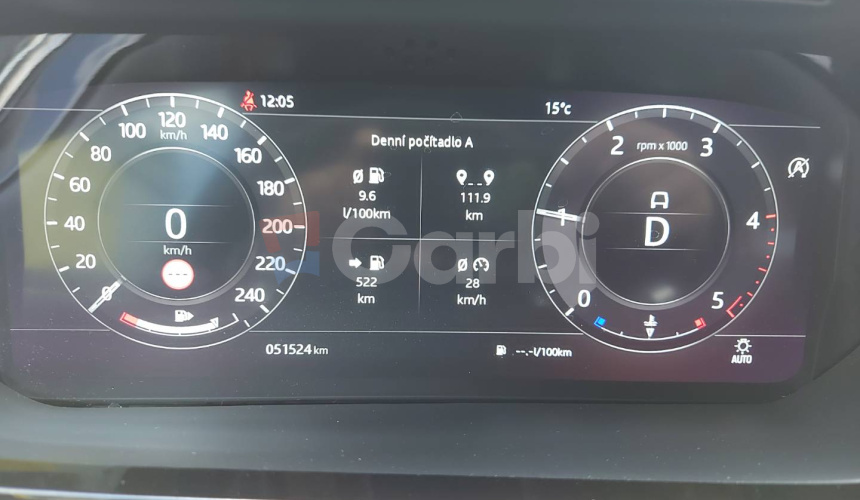 12:05
15°c
Denní počítadlo A
9.6
l/100km
111.9
km
522
km
28
km/h
0
20
40
60
80
100
120
km/h
140
160
180
200
220
240
0
km/h
---
0
1
2
3
4
5
rpm x 1000
A
D
A
AUTO
051524 km
--.-l/100km
Carbi